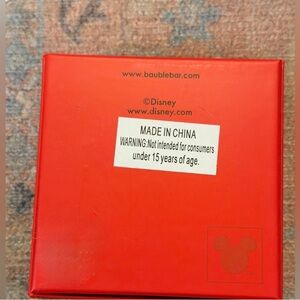 www.baublebar.com
©Disney
www.disney.com
MADE IN CHINA
WARNING:Not intended for consumers
under 15 years of age.